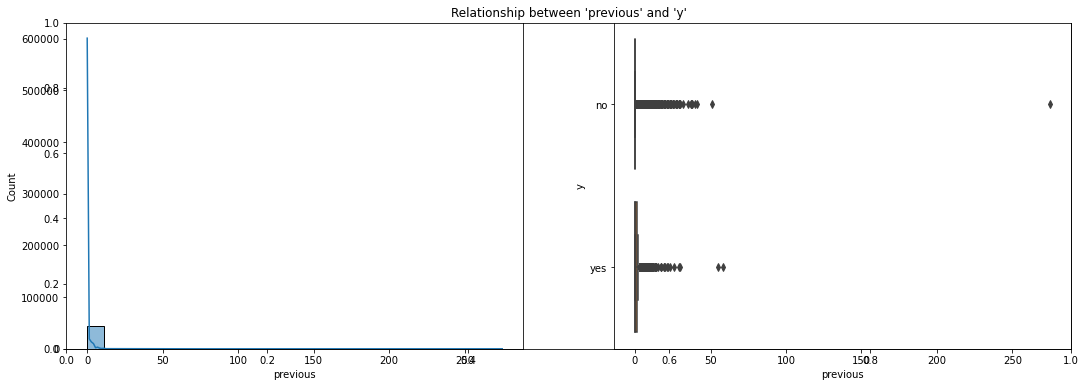 Relationship between 'previous' and 'y'
1.0
600000
0.8
500000
400000
0.6
300000
0.4
200000
0.2
100000
0.0
0
Count
0.0 0 50 100 0.2 150 200 250 0.4
previous
no
y
yes
0 0.6 50 100 150 0.8 200 250 1.0
previous